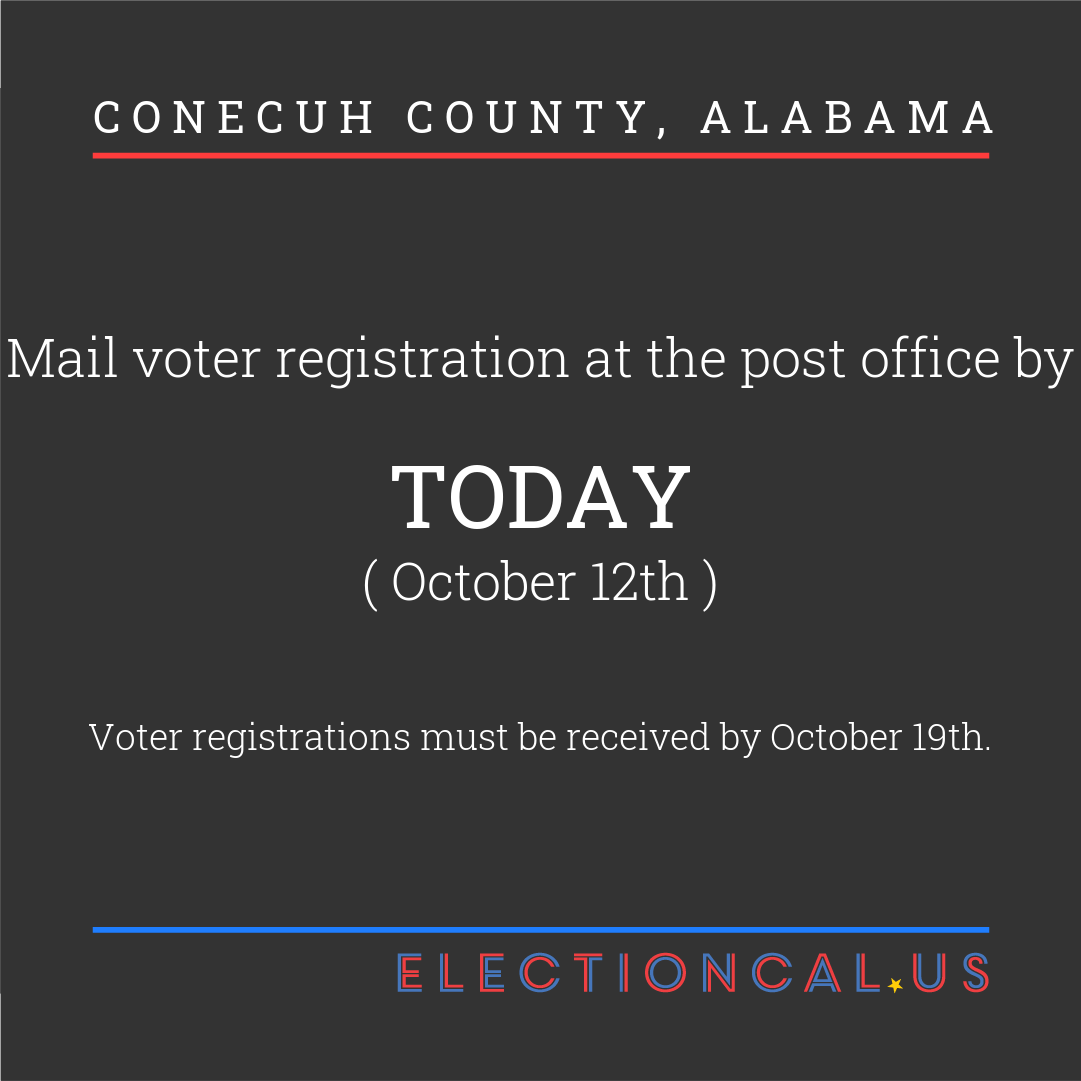 CONECUH COUNTY, ALABAMA
Mail voter registration at the post office by
TODAY
( October 12th )
Voter registrations must be received by October 19th.
ELECTIONCAL.US